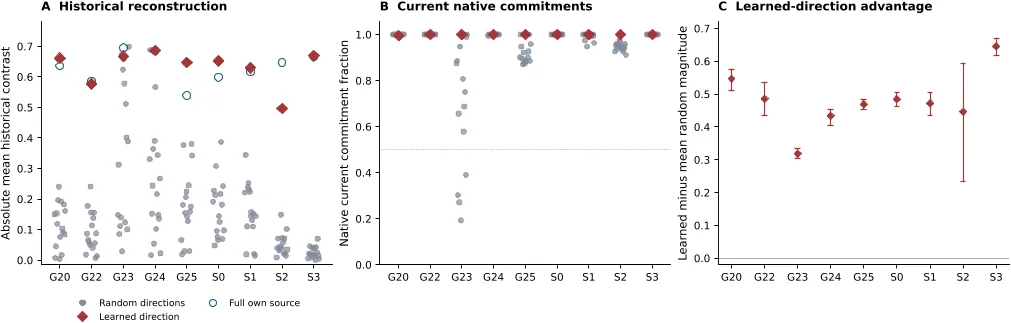 A Historical reconstruction
Absolute mean historical contrast
0.7
0.6
0.5
0.4
0.3
0.2
0.1
0.0
G20 G22 G23 G24 G25 S0 S1 S2 S3
Random directions
Learned direction
Full own source
B Current native commitments
Native current commitment fraction
1.0
0.8
0.6
0.4
0.2
0.0
G20 G22 G23 G24 G25 S0 S1 S2 S3
C Learned-direction advantage
Learned minus mean random magnitude
0.7
0.6
0.5
0.4
0.3
0.2
0.1
0.0
G20 G22 G23 G24 G25 S0 S1 S2 S3